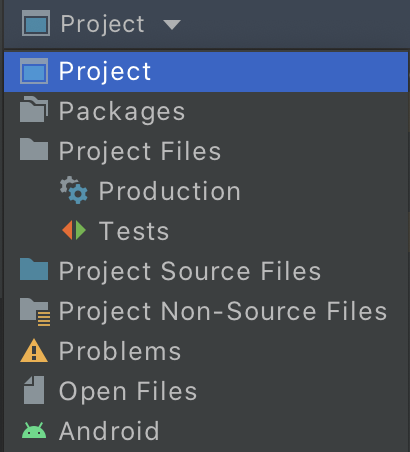 Project
Project
Packages
Project Files
Production
Tests
Project Source Files
Project Non-Source Files
Problems
Open Files
Android